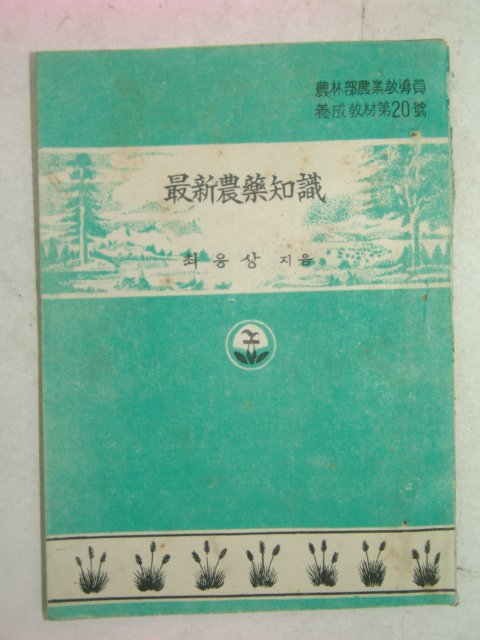 農林部農業敎導員
養成敎材第20號
最新農藥知識
최응상 지음